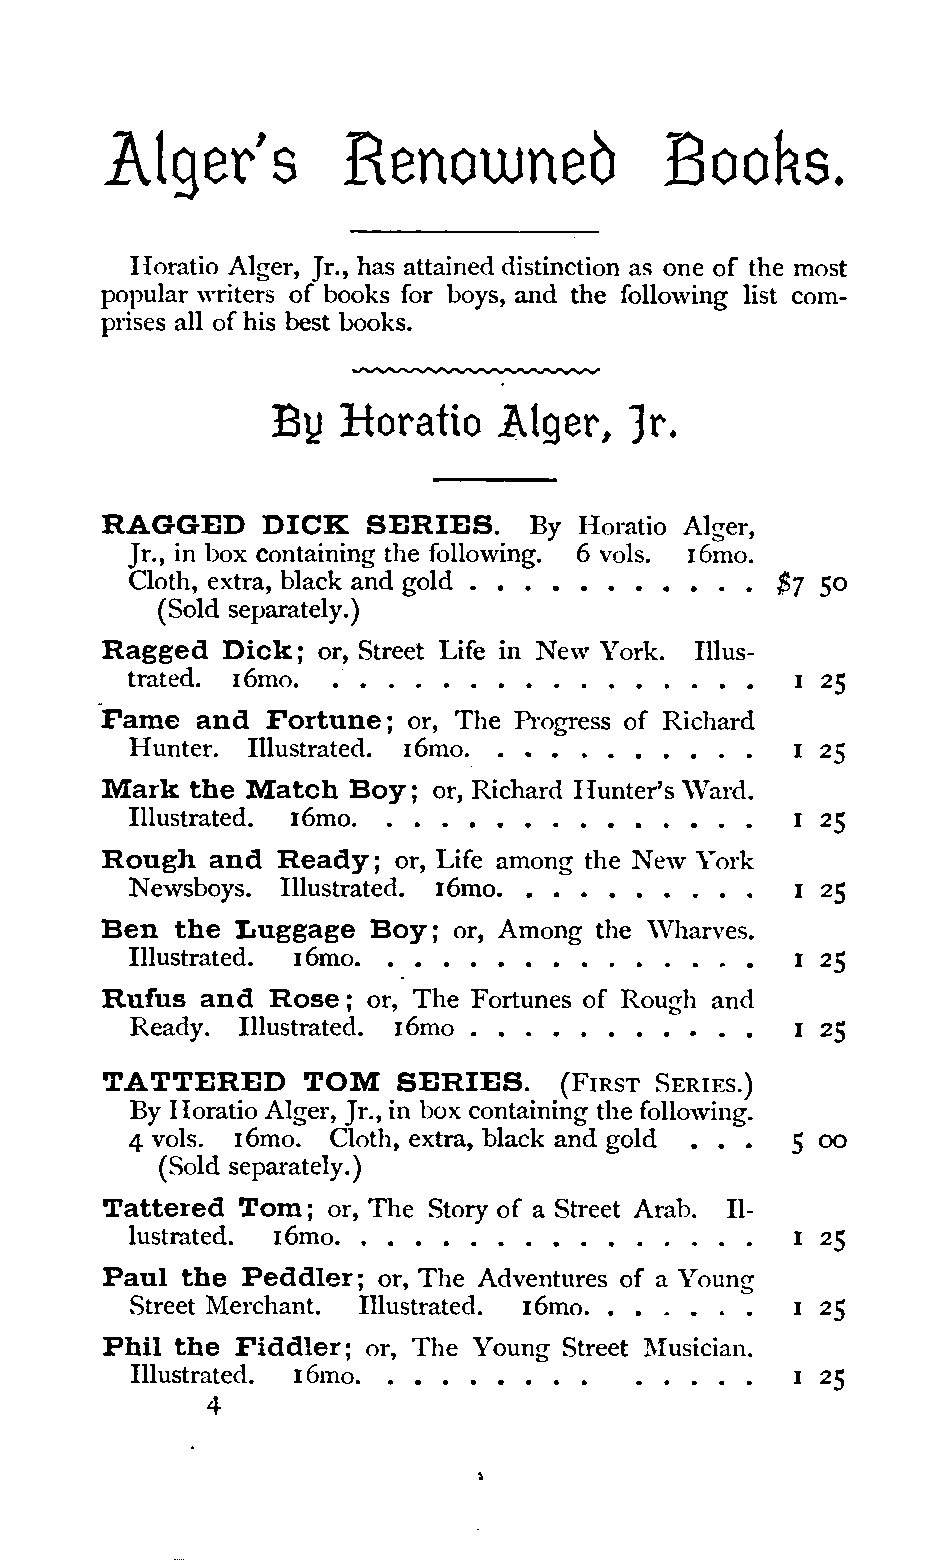 Alger's Renowned Books.
Horatio Alger, Jr., has attained distinction as one of the most
popular writers of books for boys, and the following list com-
prises all of his best books.
By Horatio Alger, Jr.
RAGGED DICK SERIES. By Horatio Alger,
Jr., in box containing the following. 6 vols. 16mo.
Cloth, extra, black and gold . . . . . . . . . . . $7 50
(Sold separately.)
Ragged Dick; or, Street Life in New York. Illus-
trated. 16mo. . . . . . . . . . . . . . . . . 1 25
Fame and Fortune; or, The Progress of Richard
Hunter. Illustrated. 16mo. . . . . . . . . . . 1 25
Mark the Match Boy; or, Richard Hunter's Ward.
Illustrated. 16mo. . . . . . . . . . . . . . . 1 25
Rough and Ready; or, Life among the New York
Newsboys. Illustrated. 16mo. . . . . . . . . . 1 25
Ben the Luggage Boy; or, Among the Wharves.
Illustrated. 16mo. . . . . . . . . . . . . . . 1 25
Rufus and Rose; or, The Fortunes of Rough and
Ready. Illustrated. 16mo . . . . . . . . . . . 1 25
TATTERED TOM SERIES. (FIRST SERIES.)
By Horatio Alger, Jr., in box containing the following.
4 vols. 16mo. Cloth, extra, black and gold . . . 5 00
(Sold separately.)
Tattered Tom; or, The Story of a Street Arab. Il-
lustrated. 16mo. . . . . . . . . . . . . . . . 1 25
Paul the Peddler; or, The Adventures of a Young
Street Merchant. Illustrated. 16mo. . . . . . . 1 25
Phil the Fiddler; or, The Young Street Musician.
Illustrated. 16mo. . . . . . . . . . . . . . 1 25
4